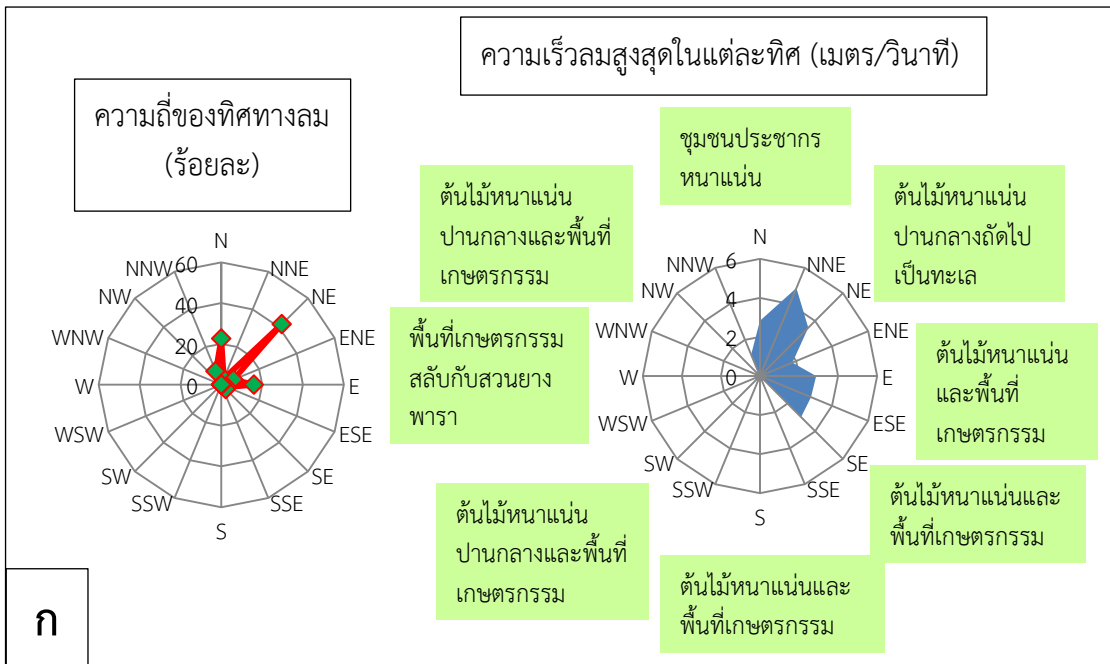 ความเร็วลมสูงสุดในแต่ละทิศ (เมตร/วินาที)
ความถี่ของทิศทางลม
(ร้อยละ)
N
NNE
NE
ENE
E
ESE
SE
SSE
S
SSW
SW
WSW
W
WNW
NW
NNW
60
40
20
0
ชุมชนประชากร
หนาแน่น
ต้นไม้หนาแน่น
ปานกลางและพื้นที่
เกษตรกรรม
ต้นไม้หนาแน่น
ปานกลางถัดไป
เป็นทะเล
พื้นที่เกษตรกรรม
สลับกับสวนยาง
พารา
N
NNE
NE
ENE
E
ESE
SE
SSE
S
SSW
SW
WSW
W
WNW
NW
NNW
6
4
2
0
ต้นไม้หนาแน่น
และพื้นที่
เกษตรกรรม
ต้นไม้หนาแน่นและ
พื้นที่เกษตรกรรม
ต้นไม้หนาแน่น
ปานกลางและพื้นที่
เกษตรกรรม
ต้นไม้หนาแน่นและ
พื้นที่เกษตรกรรม
ก